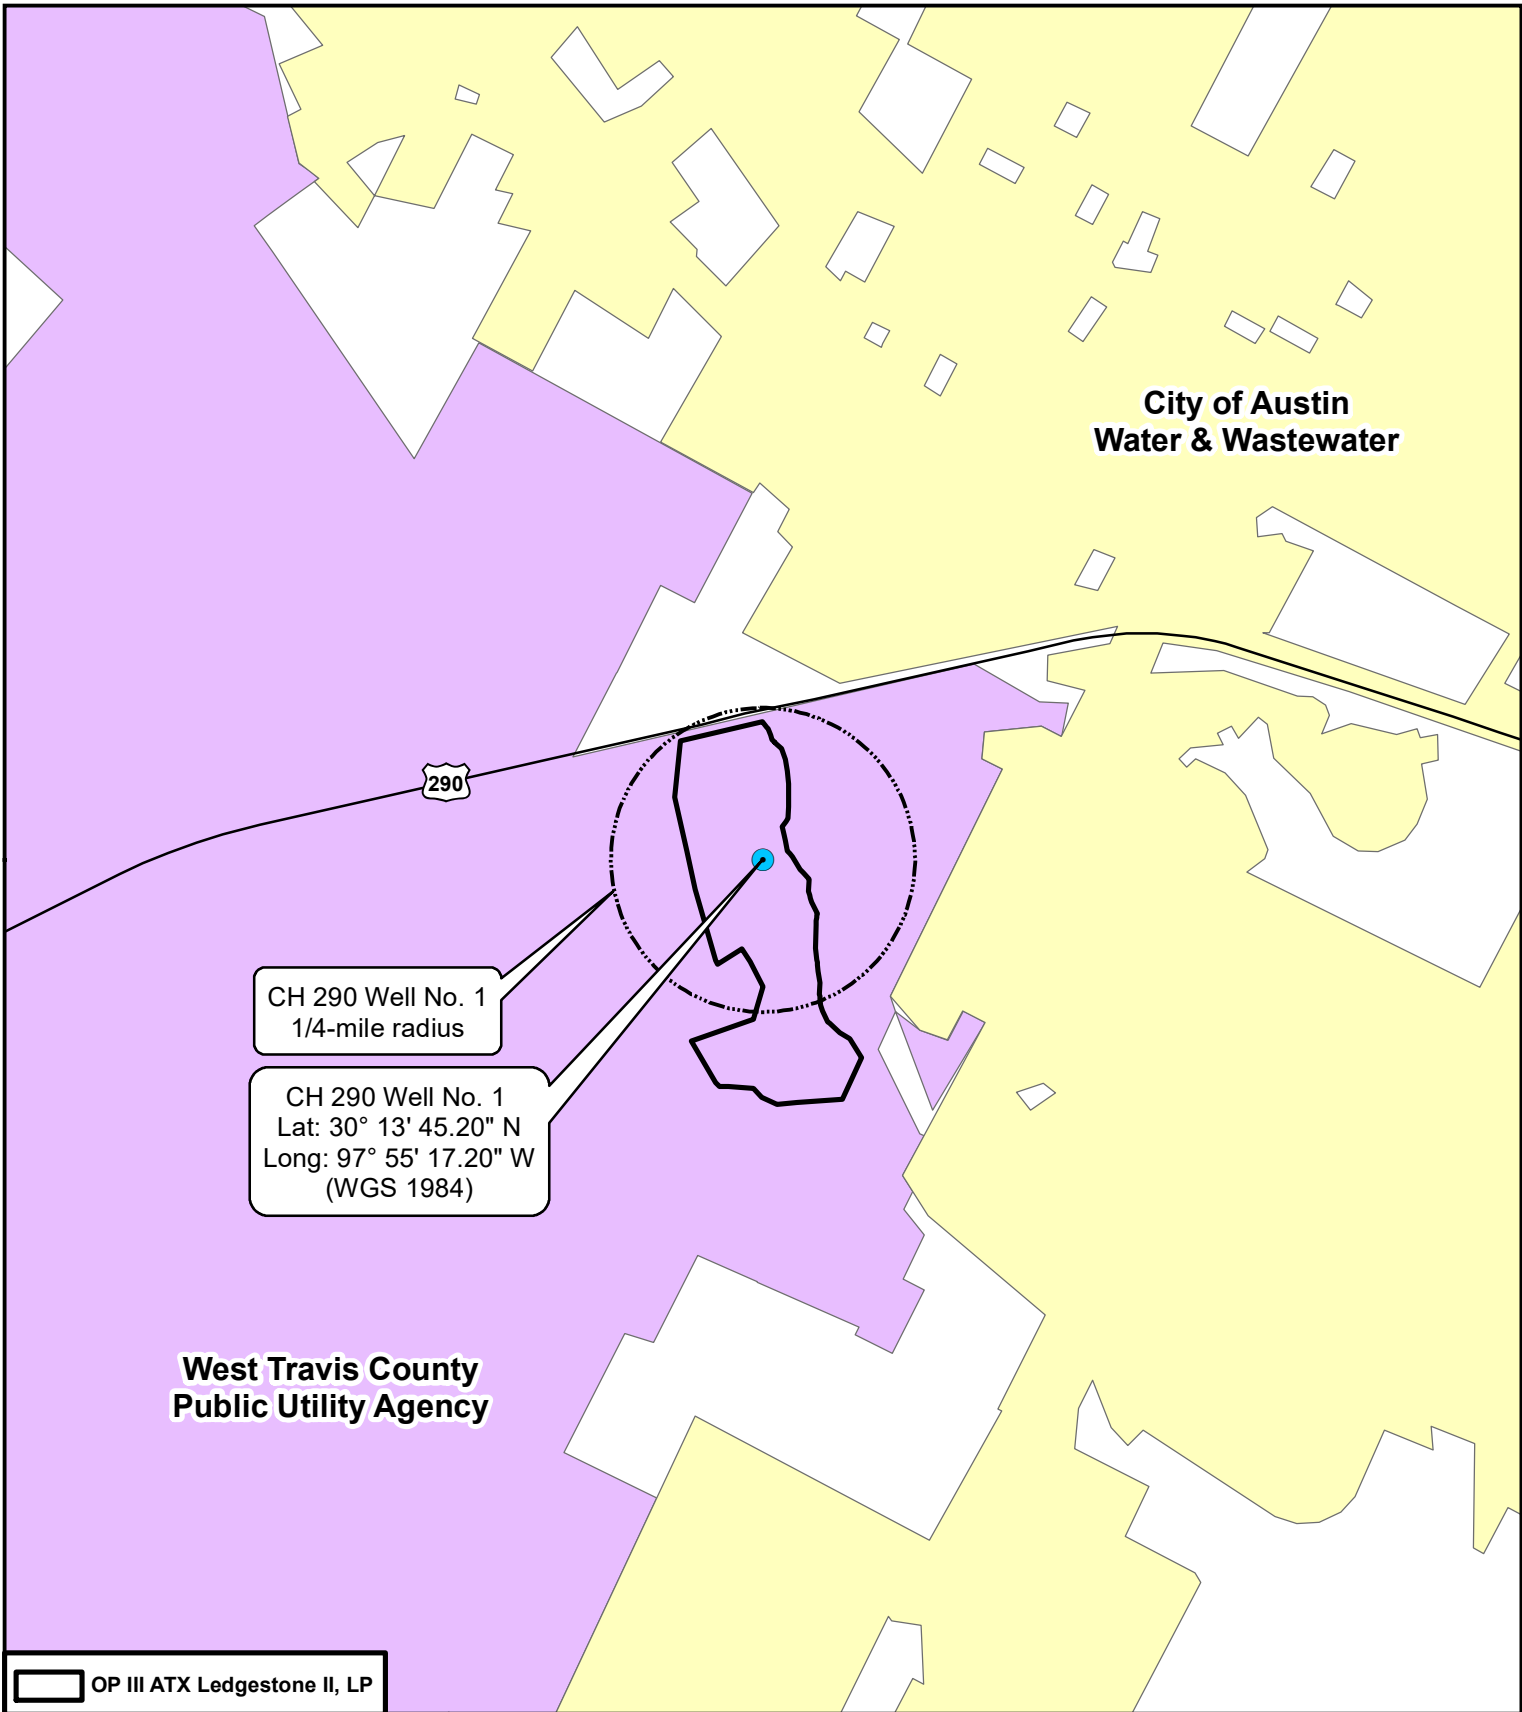 City of Austin
Water & Wastewater
290
CH 290 Well No. 1
1/4-mile radius
CH 290 Well No. 1
Lat: 30° 13' 45.20" N
Long: 97° 55' 17.20" W
(WGS 1984)
West Travis County
Public Utility Agency
OP III ATX Ledgestone II, LP